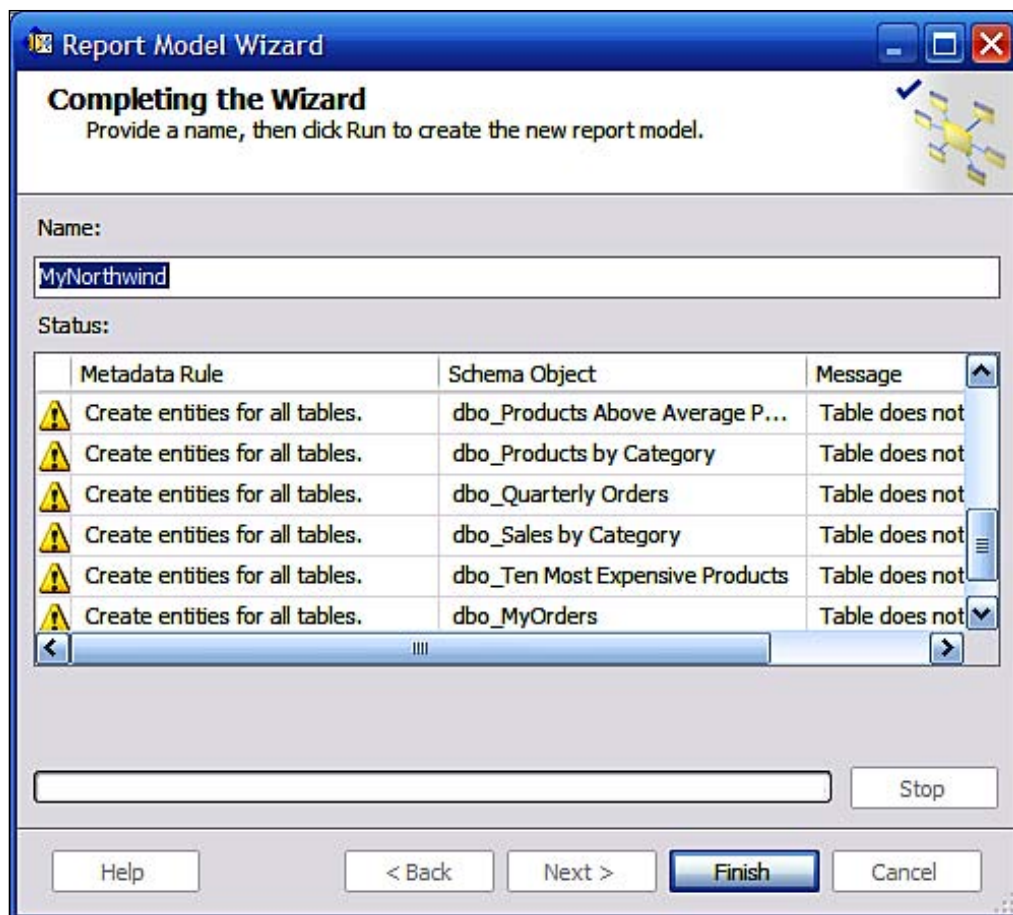 Report Model Wizard
Completing the Wizard
Provide a name, then click Run to create the new report model.
Name:
MyNorthwind
Status:
Metadata Rule Schema Object Message
Create entities for all tables. dbo_Products Above Average P... Table does not
Create entities for all tables. dbo_Products by Category Table does not
Create entities for all tables. dbo_Quarterly Orders Table does not
Create entities for all tables. dbo_Sales by Category Table does not
Create entities for all tables. dbo_Ten Most Expensive Products Table does not
Create entities for all tables. dbo_MyOrders Table does not
Stop
Help < Back Next > Finish Cancel